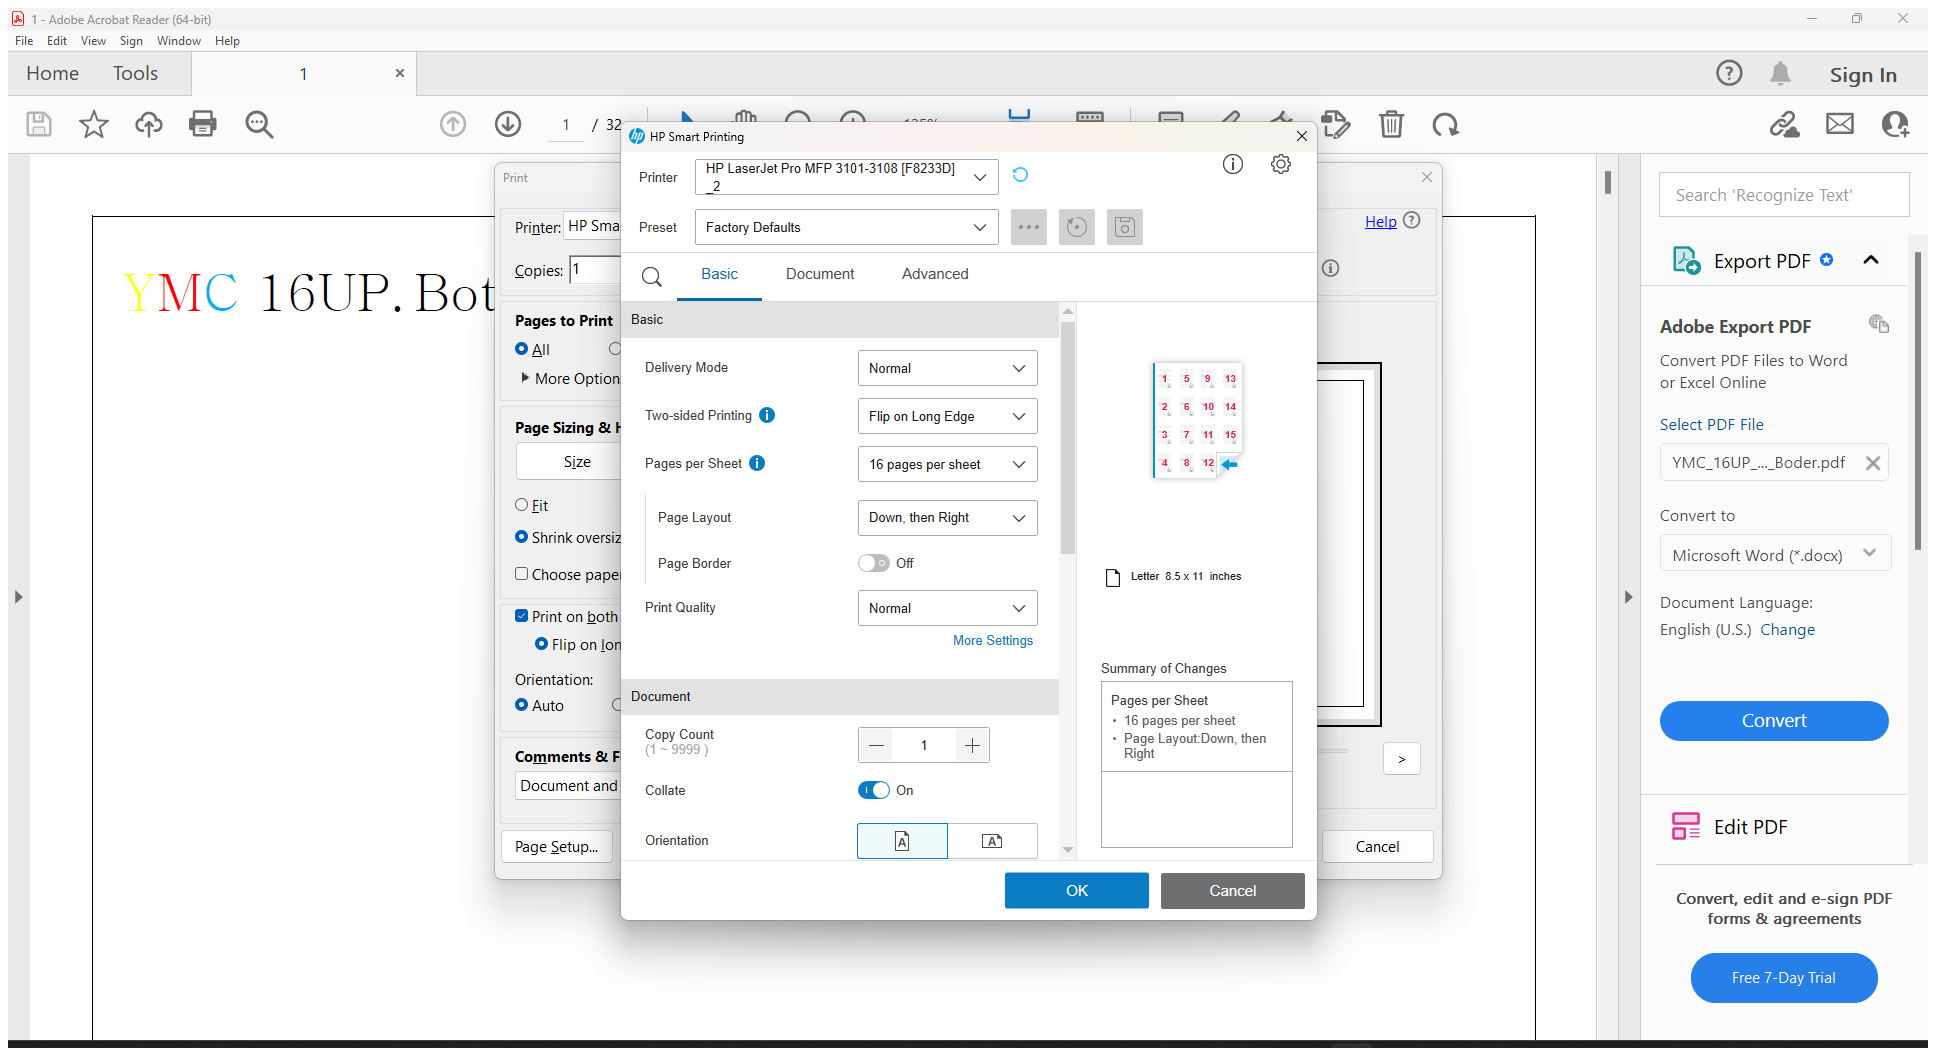 1 - Adobe Acrobat Reader (64-bit)
File Edit View Sign Window Help
Home Tools 1
Sign In
1 / 32
HP Smart Printing
Printer HP LaserJet Pro MFP 3101-3108 [F8233D]
_2
Preset Factory Defaults
Basic Document Advanced
Basic
Delivery Mode Normal
Two-sided Printing Flip on Long Edge
Pages per Sheet 16 pages per sheet
Page Layout Down, then Right
Page Border Off
Print Quality Normal
More Settings
Document
Copy Count 1
(1 ~ 9999 )
Collate On
Orientation
1 5 9 13
2 6 10 14
3 7 11 15
4 8 12
Letter 8.5 x 11 inches
Summary of Changes
Pages per Sheet
• 16 pages per sheet
• Page Layout:Down, then
Right
OK Cancel
Print
Printer: HP Sma
Help
Copies: 1
Pages to Print
All
More Option
Page Sizing & H
Size
Fit
Shrink oversiz
Choose pape
Print on both
Flip on lon
Orientation:
Auto
Comments & F
Document and
Page Setup...
>
Cancel
YMC 16UP.Bot
Search 'Recognize Text'
Export PDF
Adobe Export PDF
Convert PDF Files to Word
or Excel Online
Select PDF File
YMC_16UP_..._Boder.pdf
Convert to
Microsoft Word (*.docx)
Document Language:
English (U.S.) Change
Convert
Edit PDF
Convert, edit and e-sign PDF
forms & agreements
Free 7-Day Trial